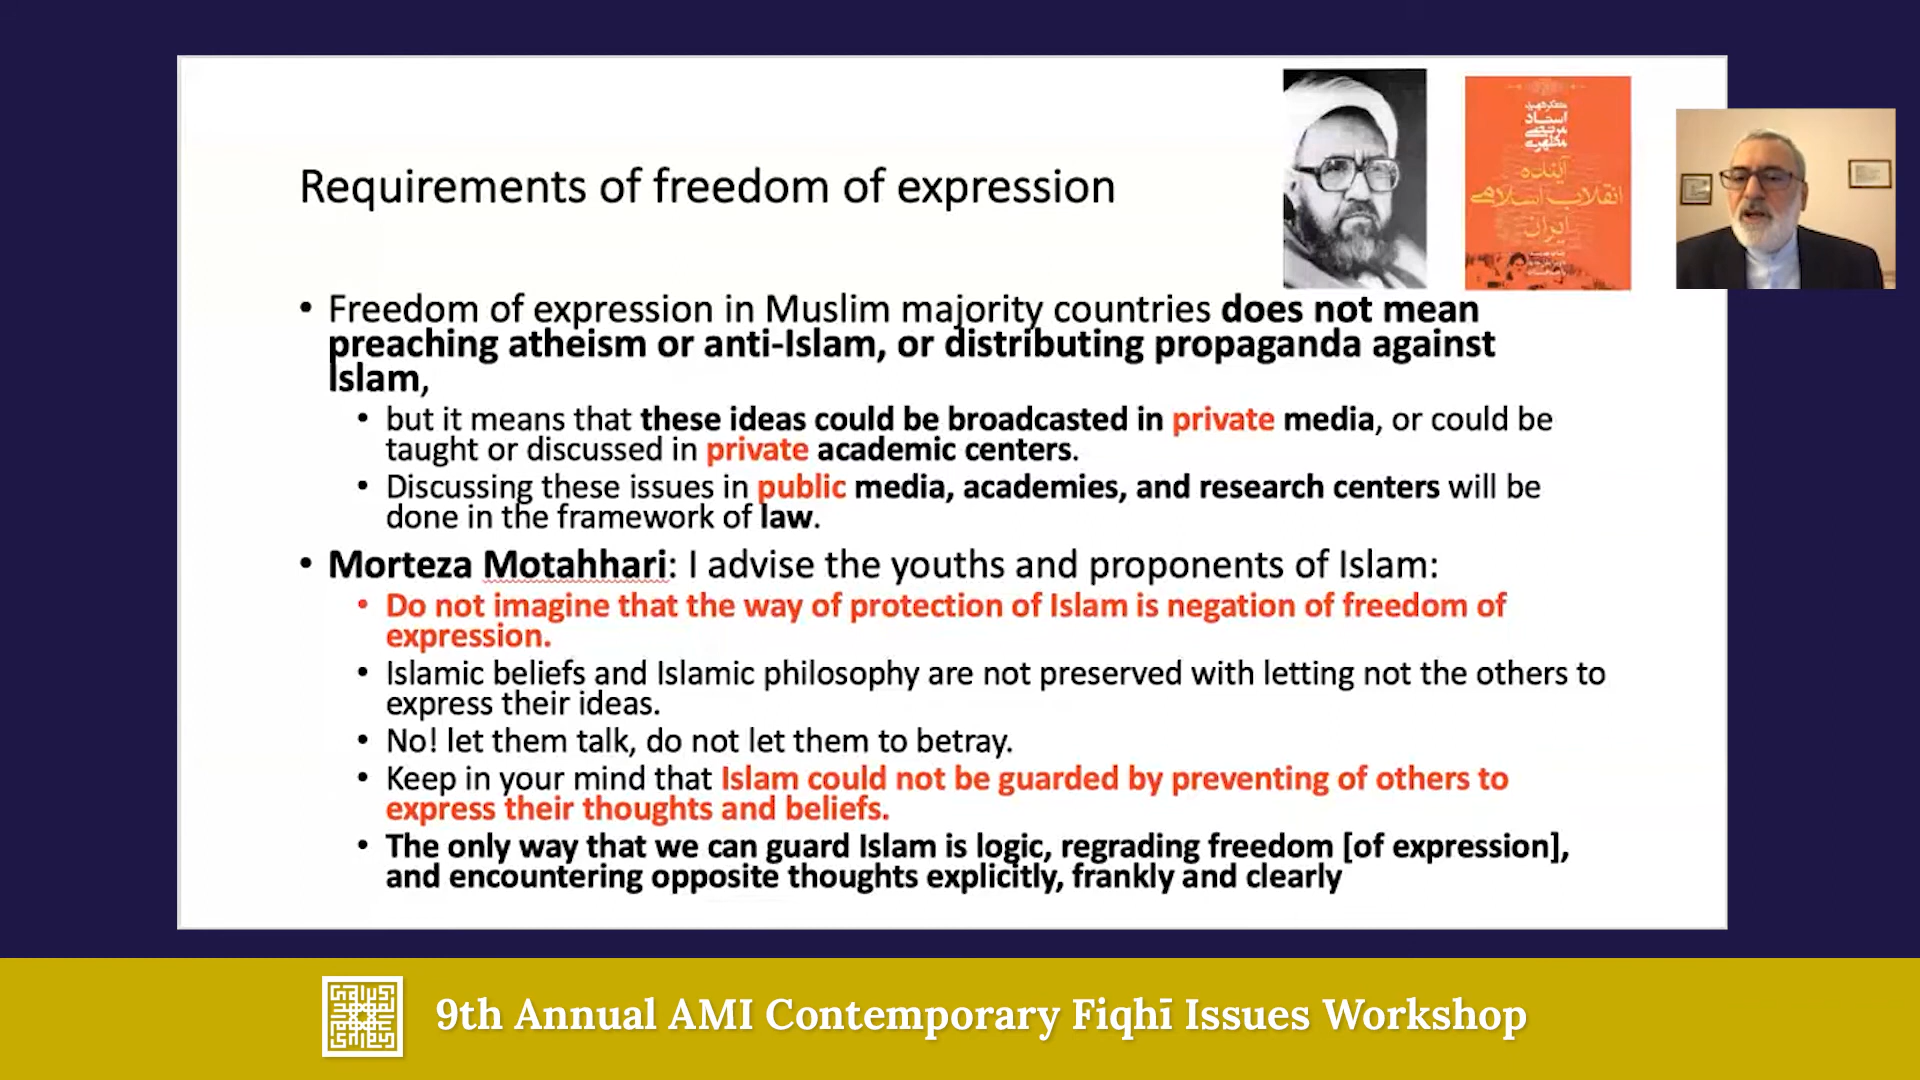 Requirements of freedom of expression
استاد
مرتضی
مطهری
آینده
انقلاب اسلامی
ایران
• Freedom of expression in Muslim majority countries does not mean
preaching atheism or anti-Islam, or distributing propaganda against
Islam,
• but it means that these ideas could be broadcasted in private media, or could be
taught or discussed in private academic centers.
• Discussing these issues in public media, academies, and research centers will be
done in the framework of law.
• Morteza Motahhari: I advise the youths and proponents of Islam:
• Do not imagine that the way of protection of Islam is negation of freedom of
expression.
• Islamic beliefs and Islamic philosophy are not preserved with letting not the others to
express their ideas.
• No! let them talk, do not let them to betray.
• Keep in your mind that Islam could not be guarded by preventing of others to
express their thoughts and beliefs.
• The only way that we can guard Islam is logic, regrading freedom [of expression],
and encountering opposite thoughts explicitly, frankly and clearly
9th Annual AMI Contemporary Fiqhī Issues Workshop